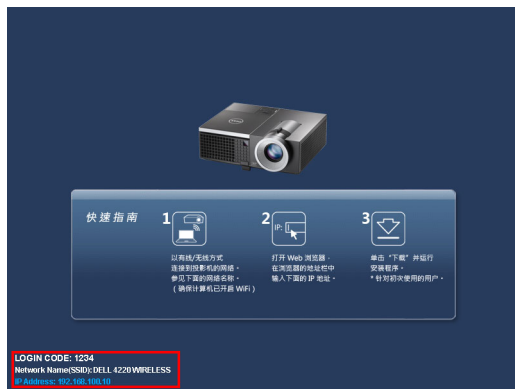 快速指南
1
以有线/无线方式
连接到投影机的网络。
参见下面的网络名称。
(确保计算机已开启 WiFi)
2
IP:
打开 Web 浏览器。
在浏览器的地址栏中
输入下面的 IP 地址。
3
单击“下载”并运行
安装程序。
*针对初次使用的用户。
LOGIN CODE: 1234
Network Name(SSID): DELL 4220 WIRELESS
IP Address: 192.168.100.10